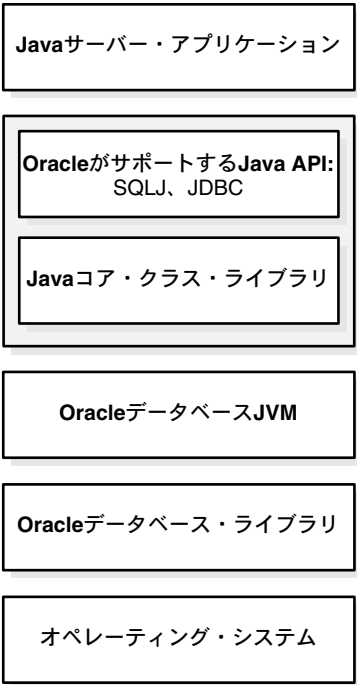 Javaサーバー・アプリケーション
OracleがサポートするJava API:
SQLJ、JDBC
Javaコア・クラス・ライブラリ
OracleデータベースJVM
Oracleデータベース・ライブラリ
オペレーティング・システム